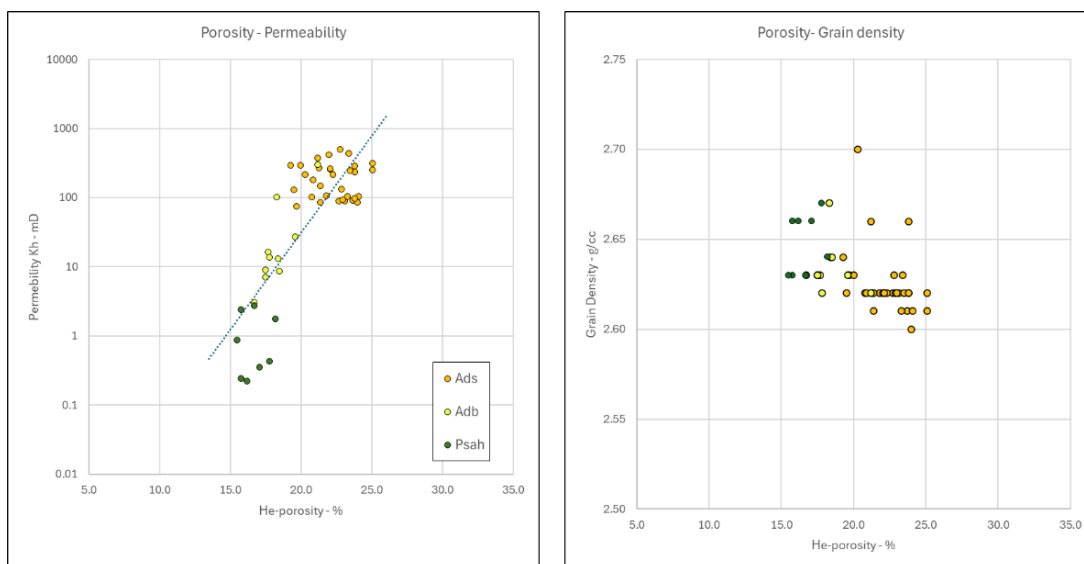 Porosity - Permeability
Permebility Kh - mD
10000
1000
100
10
1
0.1
0.01
5.0 10.0 15.0 20.0 25.0 30.0 35.0
He-porosity - %
Ads
Adb
Psah
Porosity- Grain density
Grain Density - g/cc
2.75
2.70
2.65
2.60
2.55
2.50
5.0 10.0 15.0 20.0 25.0 30.0 35.0
He-porosity - %